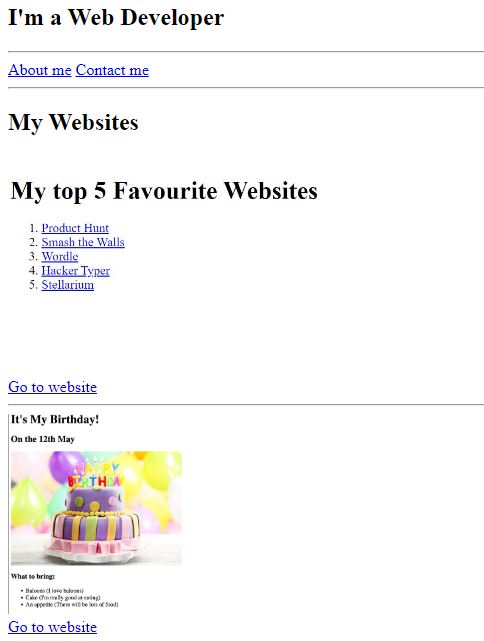 I'm a Web Developer
About me Contact me
My Websites
My top 5 Favourite Websites
1. Product Hunt
2. Smash the Walls
3. Wordle
4. Hacker Typer
5. Stellarium
Go to website
It's My Birthday!
On the 12th May
HAPPY
BIRTHDAY
What to bring:
• Baloons (I love baloons)
• Cake (I'm really good at eating)
• An appetite (There will be lots of food)
Go to website